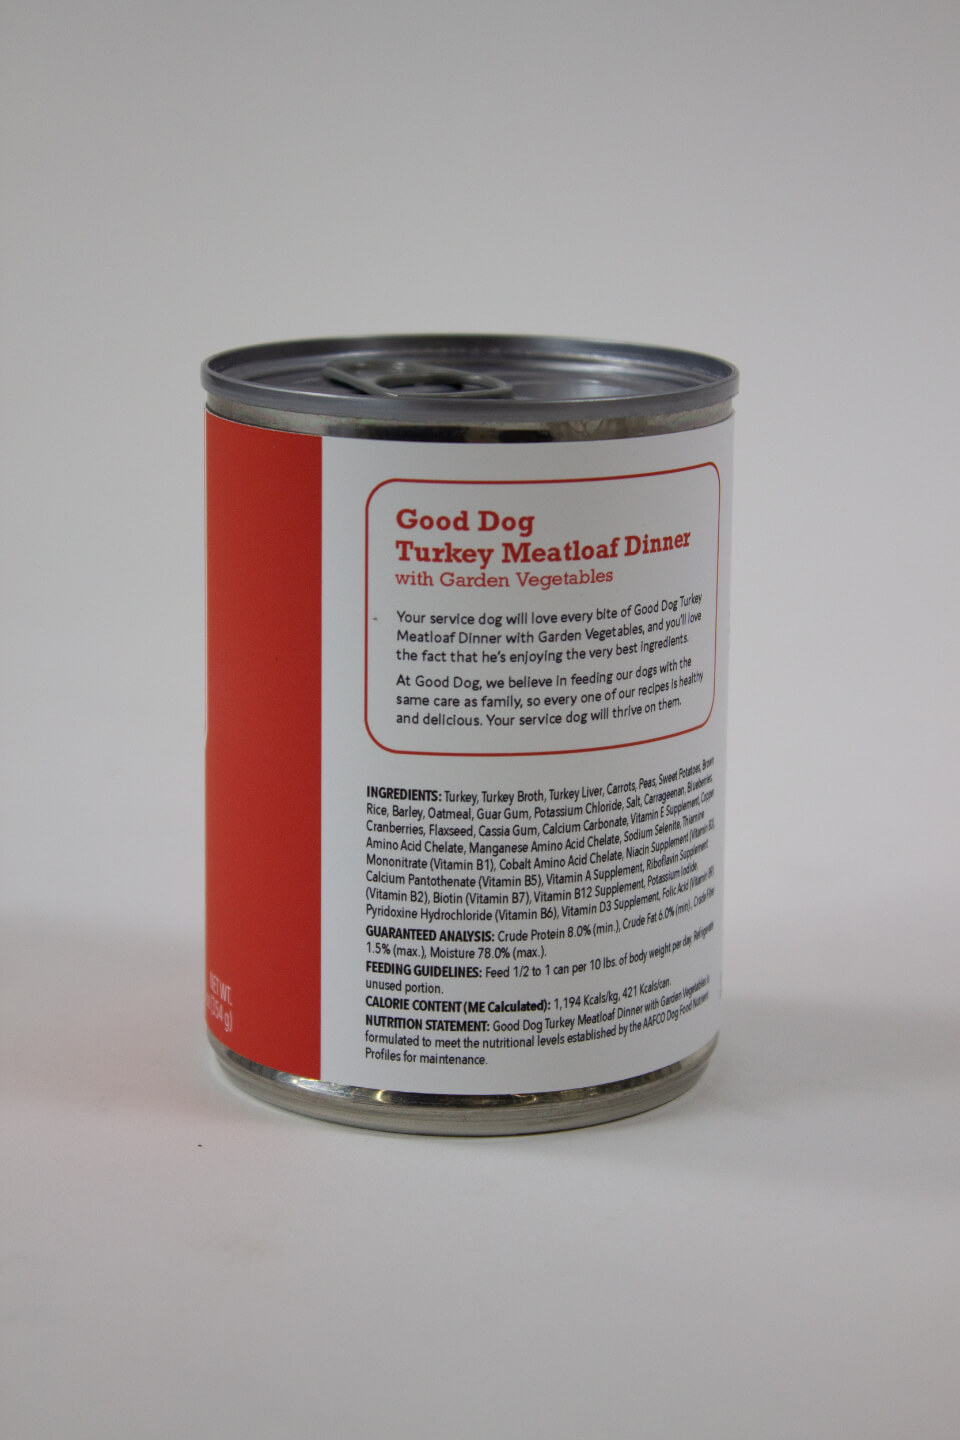 Good Dog
Turkey Meatloaf Dinner
with Garden Vegetables
Your service dog will love every bite of Good Dog Turkey
Meatloaf Dinner with Garden Vegetables, and you'll love
the fact that he's enjoying the very best ingredients.
At Good Dog, we believe in feeding our dogs with the
same care as family, so every one of our recipes is healthy
and delicious. Your service dog will thrive on them.
INGREDIENTS: Turkey, Turkey Broth, Turkey Liver, Carrots, Peas, Sweet Potatoes, Brown
Rice, Barley, Oatmeal, Guar Gum, Potassium Chloride, Salt, Carrageenan, Blueberries,
Cranberries, Flaxseed, Cassia Gum, Calcium Carbonate, Vitamin E Supplement, Copper
Amino Acid Chelate, Manganese Amino Acid Chelate, Sodium Selenite, Thiamine
Mononitrate (Vitamin B1), Cobalt Amino Acid Chelate, Niacin Supplement (Vitamin B3),
Calcium Pantothenate (Vitamin B5), Vitamin A Supplement, Riboflavin Supplement
(Vitamin B2), Biotin (Vitamin B7), Vitamin B12 Supplement, Potassium Iodide,
Pyridoxine Hydrochloride (Vitamin B6), Vitamin D3 Supplement, Folic Acid (Vitamin B9)
GUARANTEED ANALYSIS: Crude Protein 8.0% (min.), Crude Fat 6.0% (min), Crude Fiber
1.5% (max.), Moisture 78.0% (max.).
FEEDING GUIDELINES: Feed 1/2 to 1 can per 10 lbs. of body weight per day. Refrigerate
unused portion.
CALORIE CONTENT (ME Calculated): 1,194 Kcals/kg, 421 Kcals/can.
NUTRITION STATEMENT: Good Dog Turkey Meatloaf Dinner with Garden Vegetables is
formulated to meet the nutritional levels established by the AAFCO Dog Food Nutrient
Profiles for maintenance.
NET WT.
(354 g)